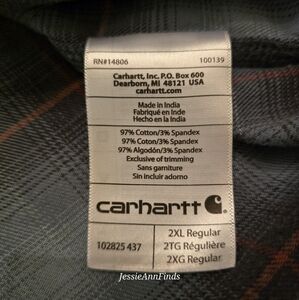 RN#14806 100139
Carhartt, Inc. P.O. Box 600
Dearborn, MI 48121 USA
carhartt.com
Made in India
Fabriqué en Inde
Hecho en la India
97% Cotton/3% Spandex
97% Coton/3% Spandex
97% Algodón/3% Spandex
Exclusive of trimming
Sans garniture
Sin incluir adorno
carhartt
102825 437
2XL Regular
2TG Régulière
2XG Regular
JessieAnnFinds